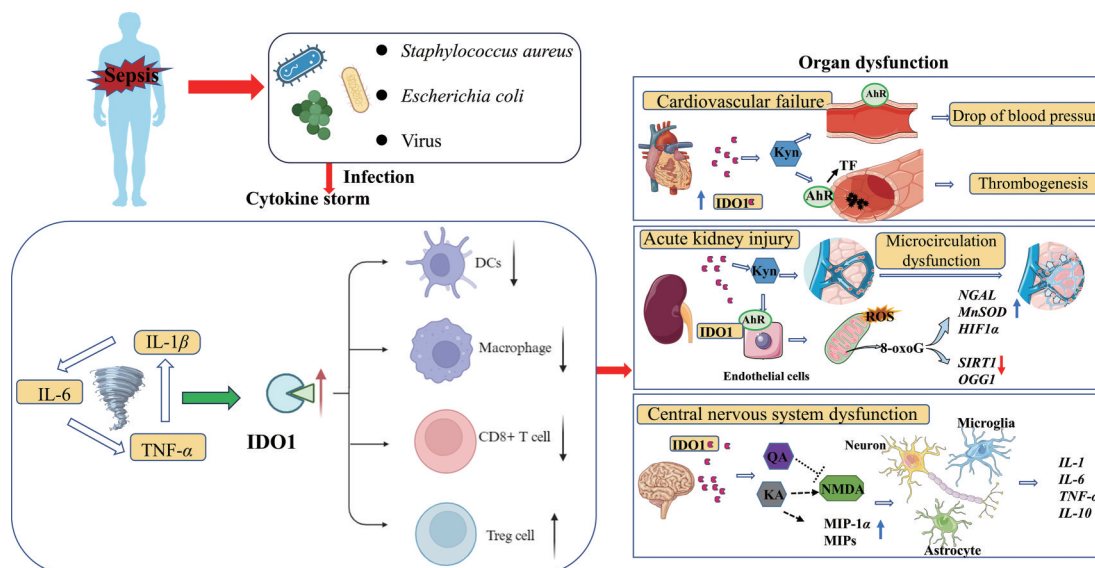 Sepsis
Staphylococcus aureus
Escherichia coli
Virus
Infection
Cytokine storm
IL-1β
IL-6
TNF-α
IDO1
DCs
Macrophage
CD8+ T cell
Treg cell
Organ dysfunction
Cardiovascular failure
AhR
Drop of blood pressur
Kyn
TF
AhR
IDO1
Thrombogenesis
Acute kidney injury
Microcirculation
dysfunction
Kyn
AhR
IDO1
Endothelial cells
ROS
8-oxoG
NGAL
MnSOD
HIF1α
SIRT1
OGG1
Central nervous system dysfunction
IDO1
QA
KA
NMDA
MIP-1α
MIPs
Neuron
Microglia
Astrocyte
IL-1
IL-6
TNF-α
IL-10